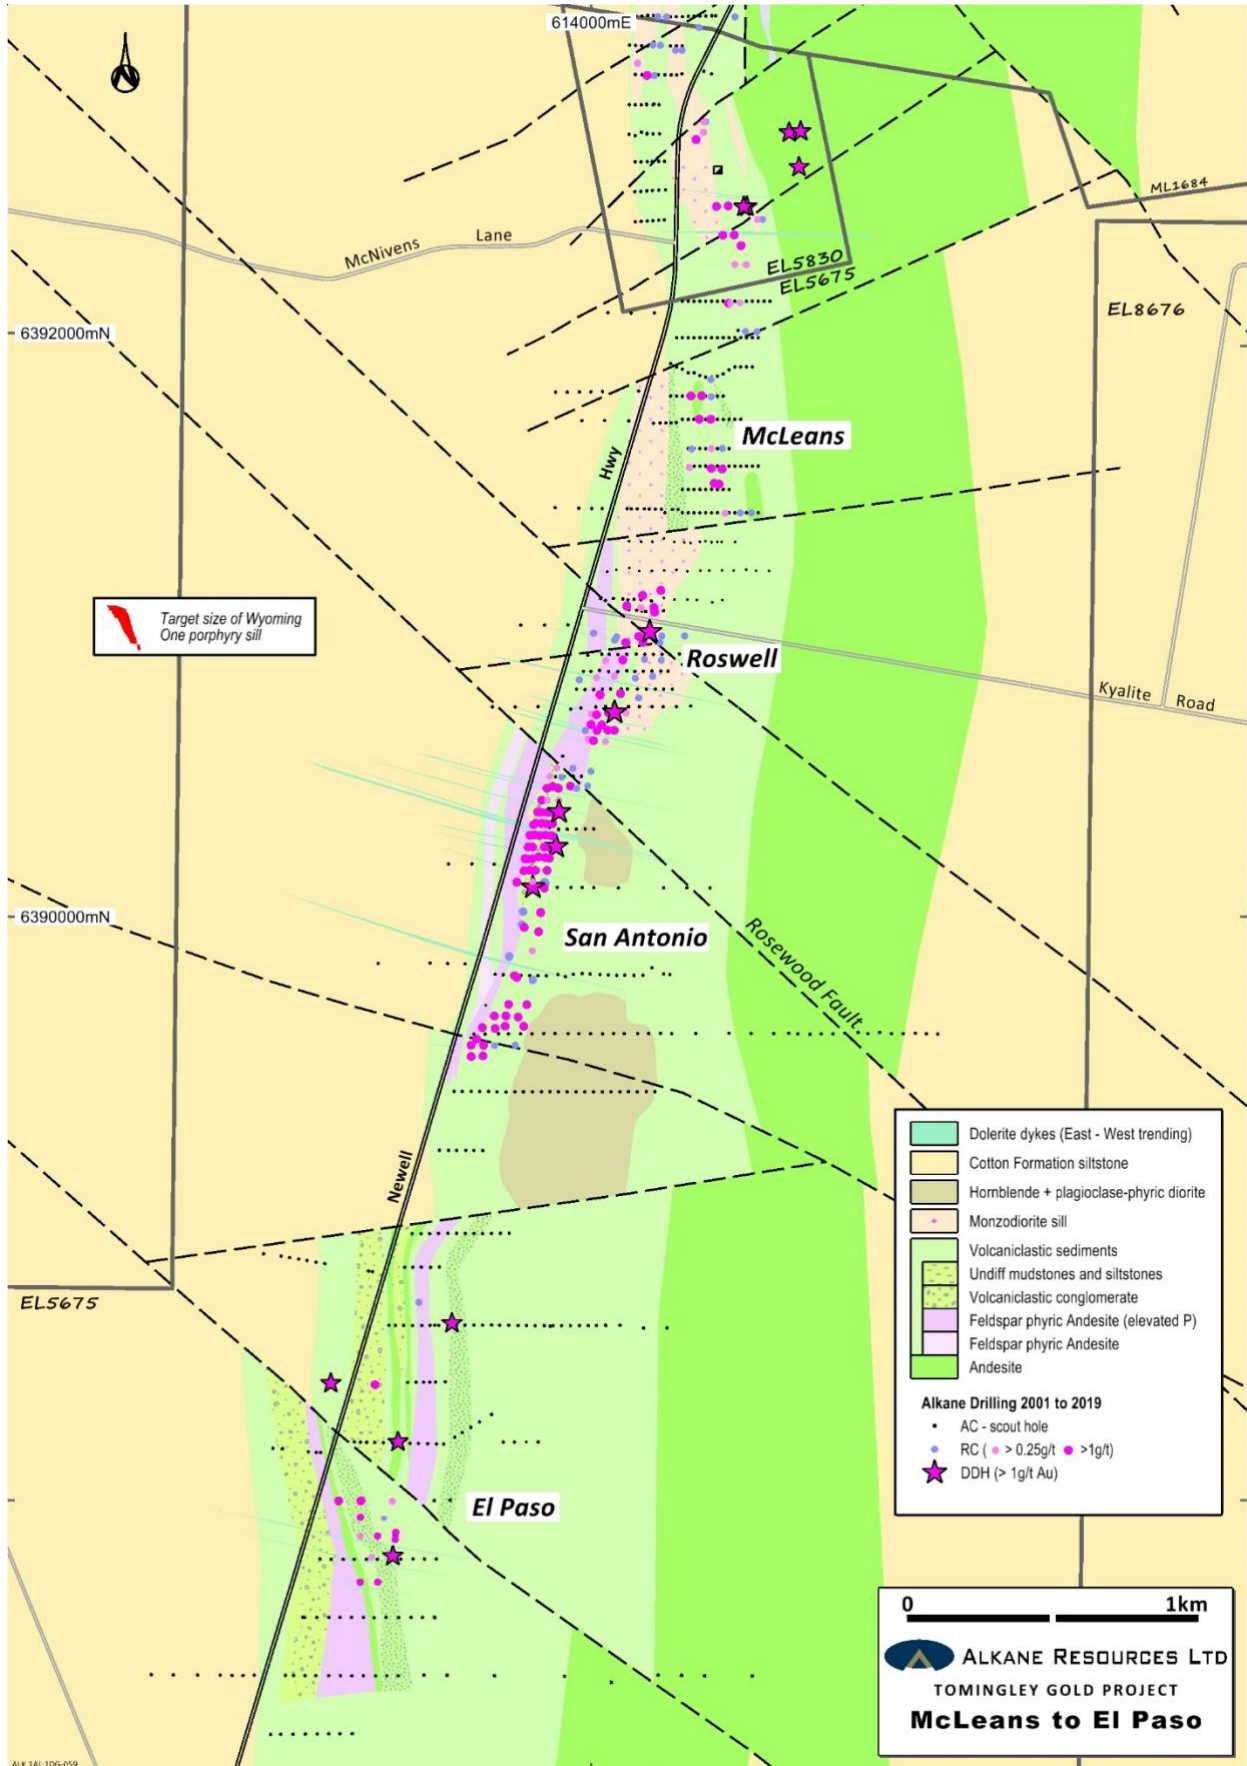 614000mE
N
ML1684
McNivens Lane
EL5830
EL5675
EL8676
6392000mN
McLeans
Hwy
Target size of Wyoming
One porphyry sill
Roswell
Kyalite Road
6390000mN
San Antonio
Rosewood Fault
Newell
EL5675
El Paso
Dolerite dykes (East - West trending)
Cotton Formation siltstone
Hornblende + plagioclase-phyric diorite
Monzodiorite sill
Volcaniclastic sediments
Undiff mudstones and siltstones
Volcaniclastic conglomerate
Feldspar phyric Andesite (elevated P)
Feldspar phyric Andesite
Andesite
Alkane Drilling 2001 to 2019
AC - scout hole
RC ( > 0.25g/t >1g/t)
DDH (> 1g/t Au)
0 1km
ALKANE RESOURCES LTD
TOMINGLEY GOLD PROJECT
McLeans to El Paso